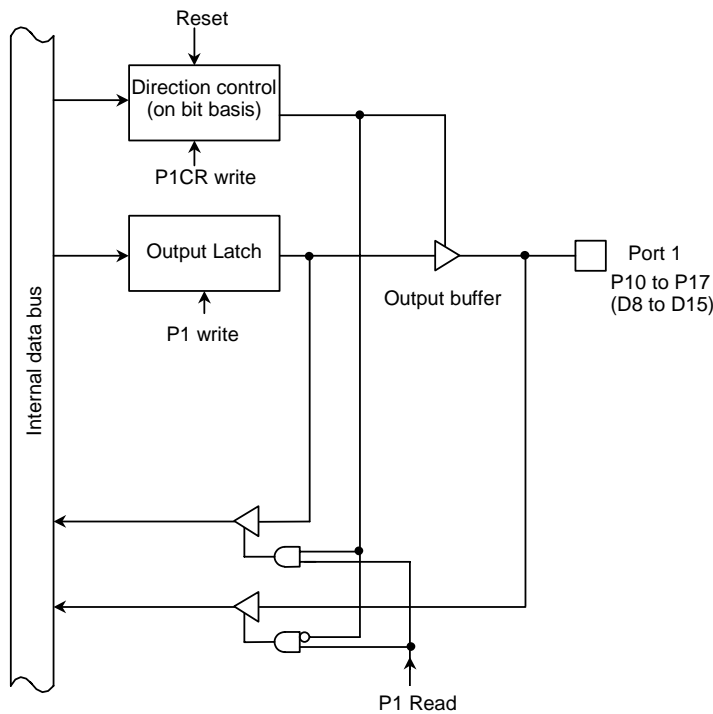 Reset
Direction control
(on bit basis)
P1CR write
Output Latch
P1 write
Output buffer
Port 1
P10 to P17
(D8 to D15)
Internal data bus
P1 Read